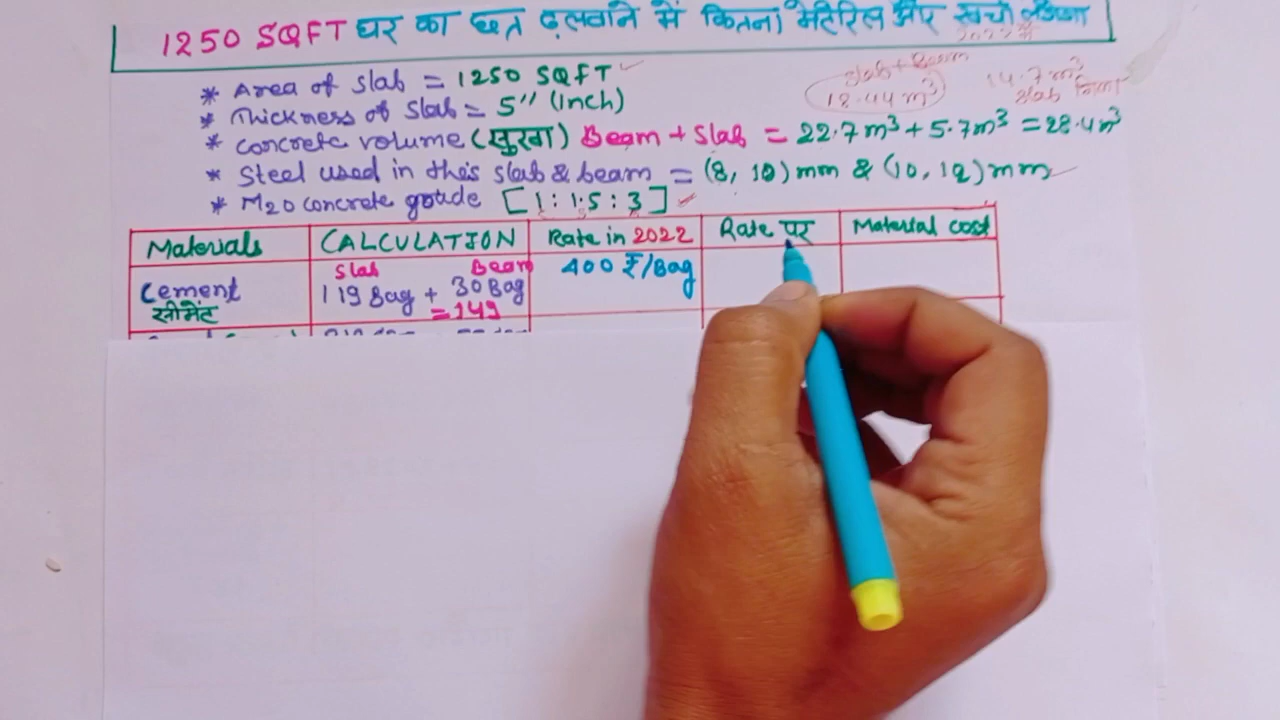 1250 SQFT घर का छत ढलवाने में कितना मेटेरिल और खर्चा
Slab + Beam
18.44 m³
14.7 m³
slab
* Area of slab = 1250 SQFT
* Thickness of slab = 5" (inch)
* concrete volume (सुखा) Beam + Slab = 22.7 m³ + 5.7 m³ = 28.4 m³
* Steel used in this slab & beam = (8, 10) mm & (10, 12) mm
* M20 concrete grade [1 : 1.5 : 3]
Materials CALCULATION Rate in 2022 Rate पर Material cost
Slab Beam
Cement 119 Bag + 30 Bag 400 ₹/Bag
सीमेंट = 149